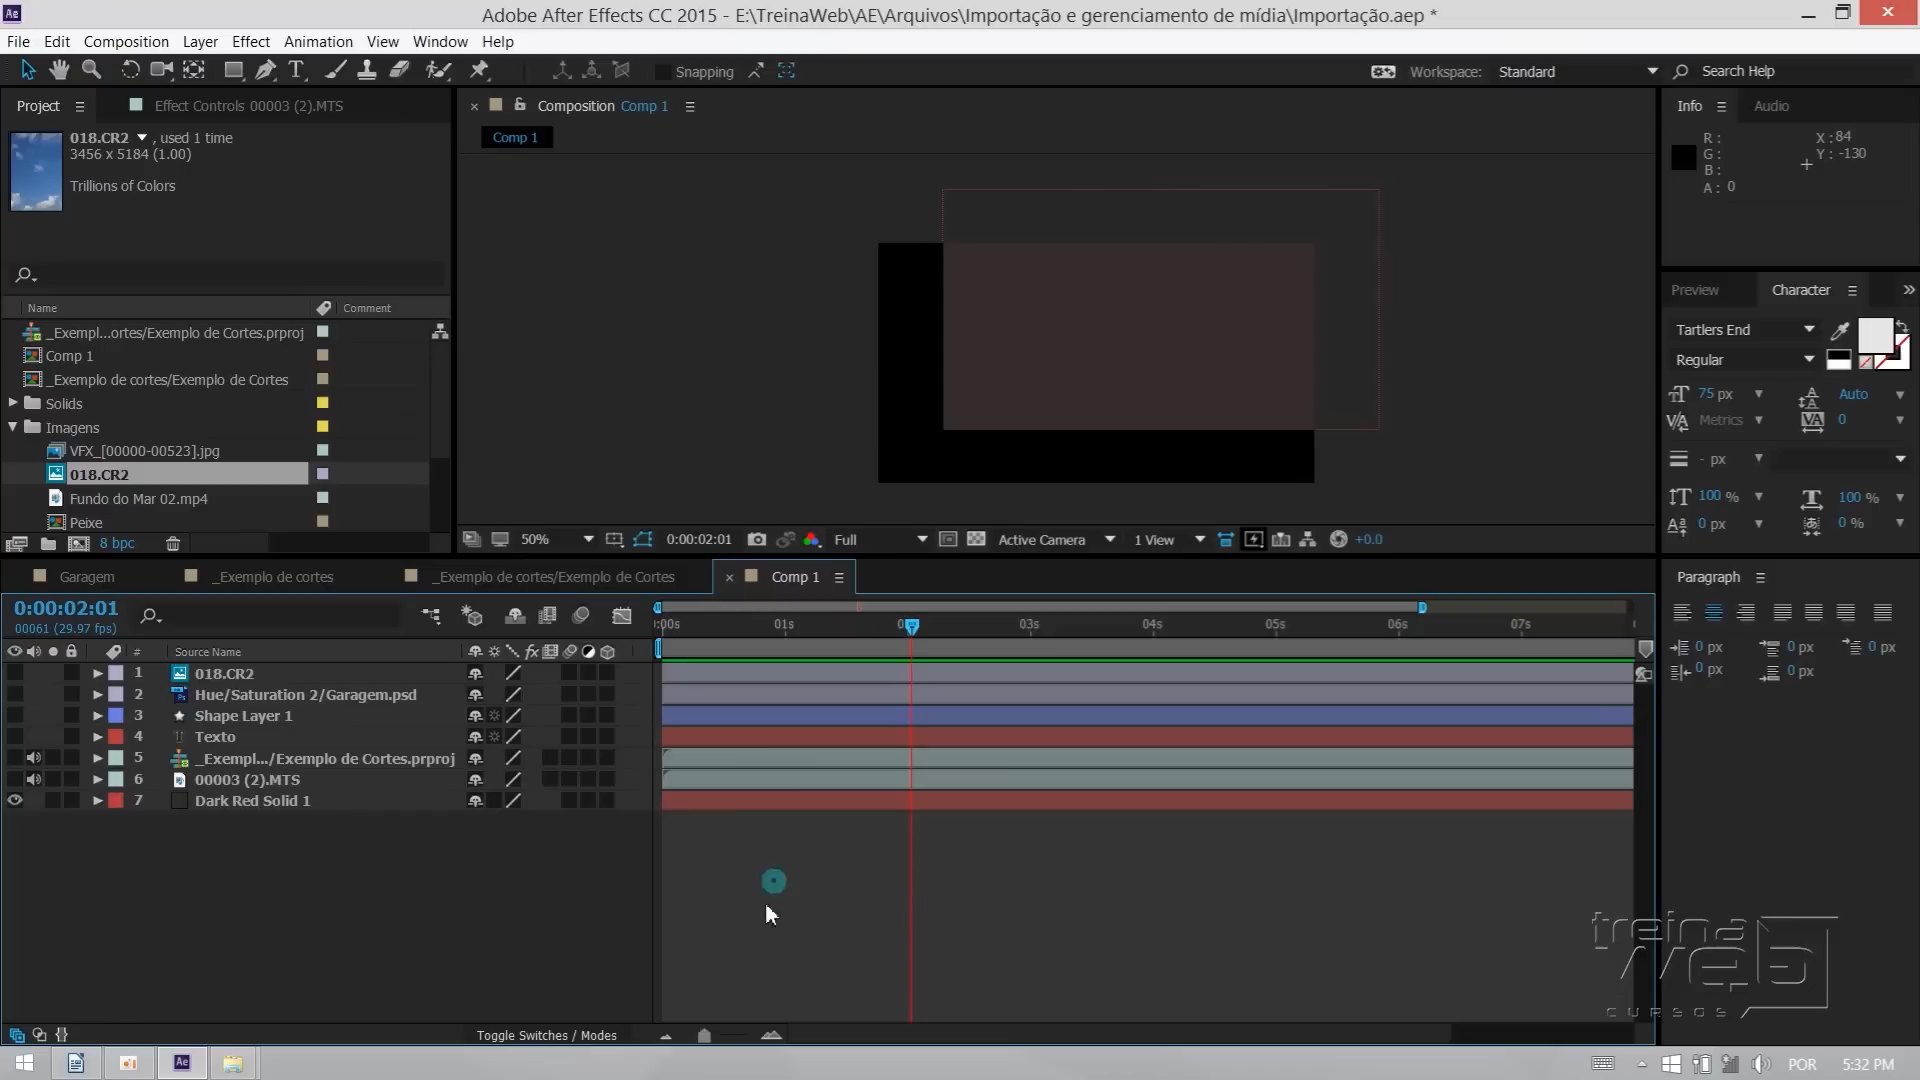 Adobe After Effects CC 2015 - E:\TreinaWeb\AE\Arquivos\Importação e gerenciamento de mídia\Importação.aep *
File Edit Composition Layer Effect Animation View Window Help
Snapping
Workspace: Standard
Search Help
Project
Effect Controls 00003 (2).MTS
018.CR2 , used 1 time
3456 x 5184 (1.00)
Trillions of Colors
Name Comment
_Exempl...ortes/Exemplo de Cortes.prproj
Comp 1
_Exemplo de cortes/Exemplo de Cortes
Solids
Imagens
VFX_[00000-00523].jpg
018.CR2
Fundo do Mar 02.mp4
Peixe
8 bpc
Composition Comp 1
Comp 1
50% 0:00:02:01 Full Active Camera 1 View +0.0
Info Audio
R :
G :
B :
A : 0
X : 84
Y : -130
Preview Character
Tartlers End
Regular
75 px Auto
Metrics 0
- px
100 % 100 %
0 px 0 %
Paragraph
0 px 0 px 0 px
0 px 0 px
Garagem _Exemplo de cortes _Exemplo de cortes/Exemplo de Cortes Comp 1
0:00:02:01
00061 (29.97 fps)
:00s 01s 03s 04s 05s 06s 07s
# Source Name
1 018.CR2
2 Hue/Saturation 2/Garagem.psd
3 Shape Layer 1
4 Texto
5 _Exempl.../Exemplo de Cortes.prproj
6 00003 (2).MTS
7 Dark Red Solid 1
Toggle Switches / Modes
treina
web
CURSOS
POR 5:32 PM